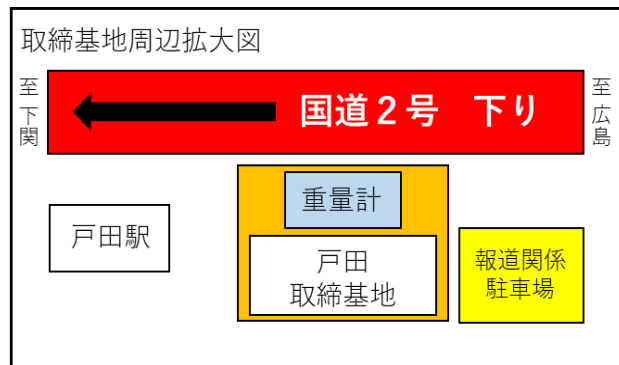 取締基地周辺拡大図
至下関
国道２号　下り
至広島
重量計
戸田駅
戸田
取締基地
報道関係
駐車場